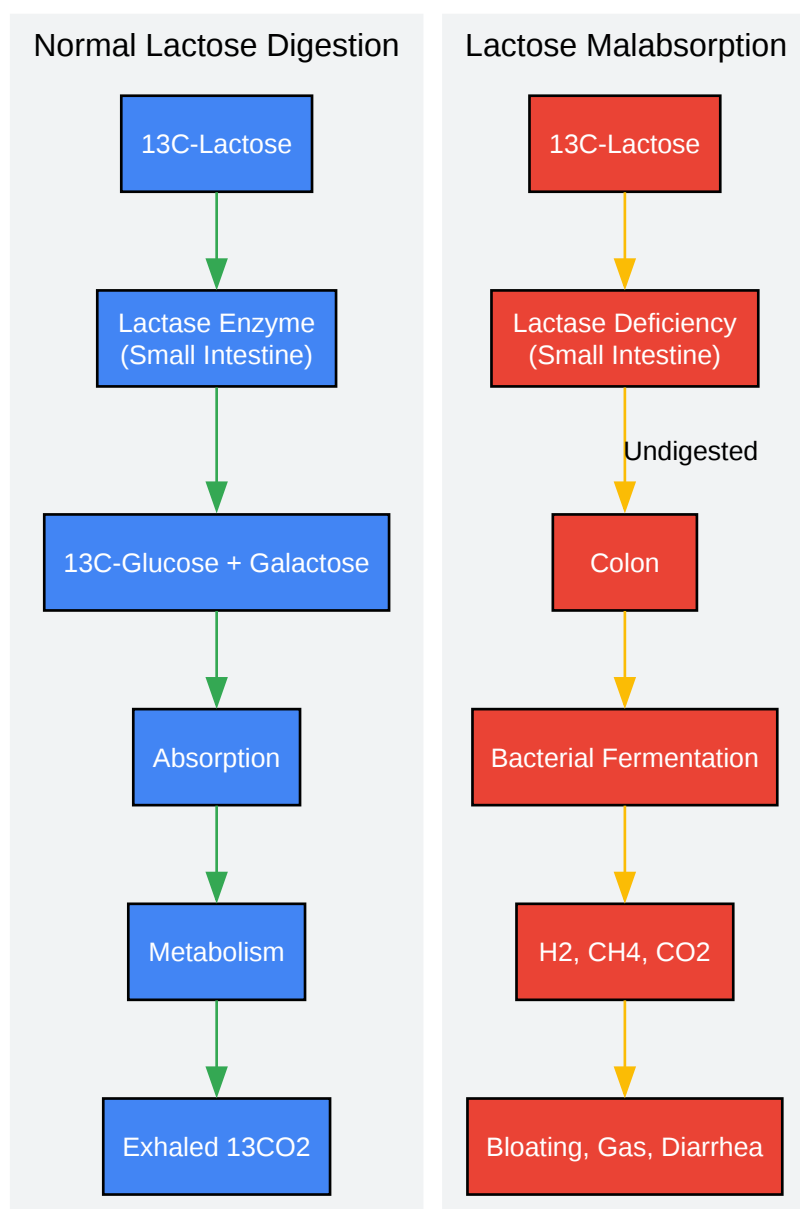 Normal Lactose Digestion
13C-Lactose
Lactase Enzyme
(Small Intestine)
13C-Glucose + Galactose
Absorption
Metabolism
Exhaled 13CO2
Lactose Malabsorption
13C-Lactose
Lactase Deficiency
(Small Intestine)
Undigested
Colon
Bacterial Fermentation
H2, CH4, CO2
Bloating, Gas, Diarrhea